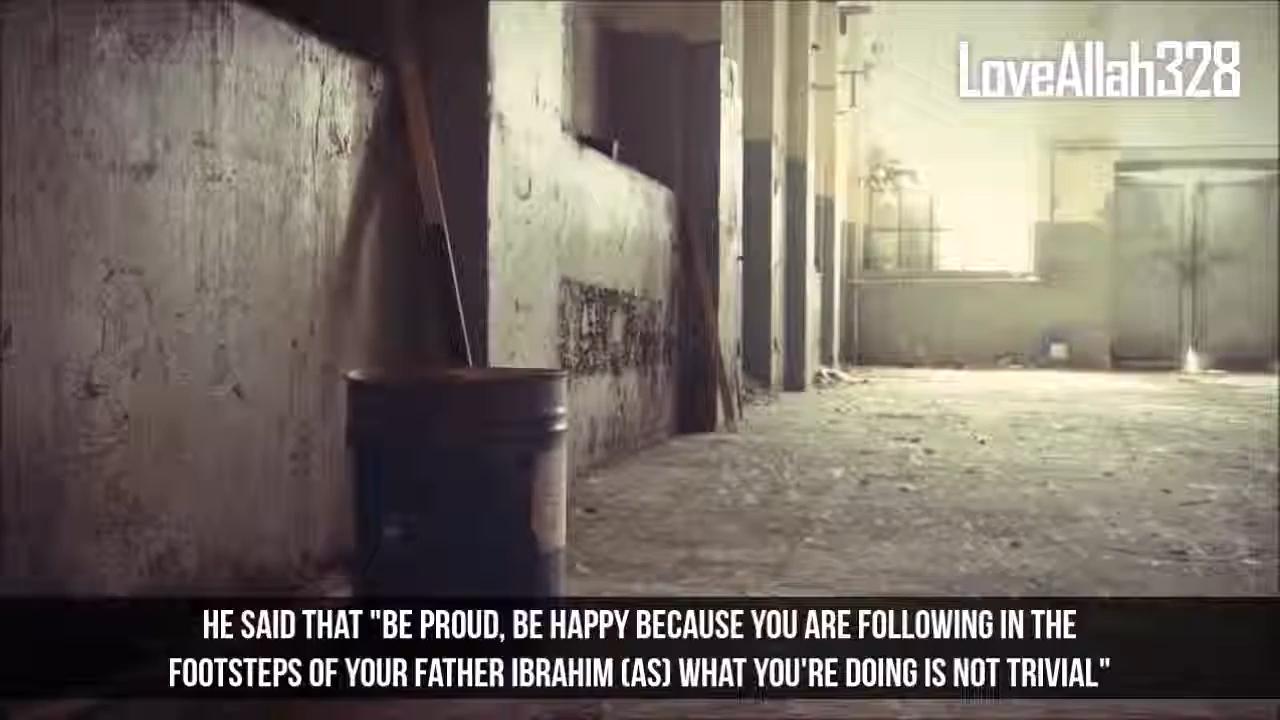 LoveAllah328
HE SAID THAT "BE PROUD, BE HAPPY BECAUSE YOU ARE FOLLOWING IN THE
FOOTSTEPS OF YOUR FATHER IBRAHIM (AS) WHAT YOU'RE DOING IS NOT TRIVIAL"